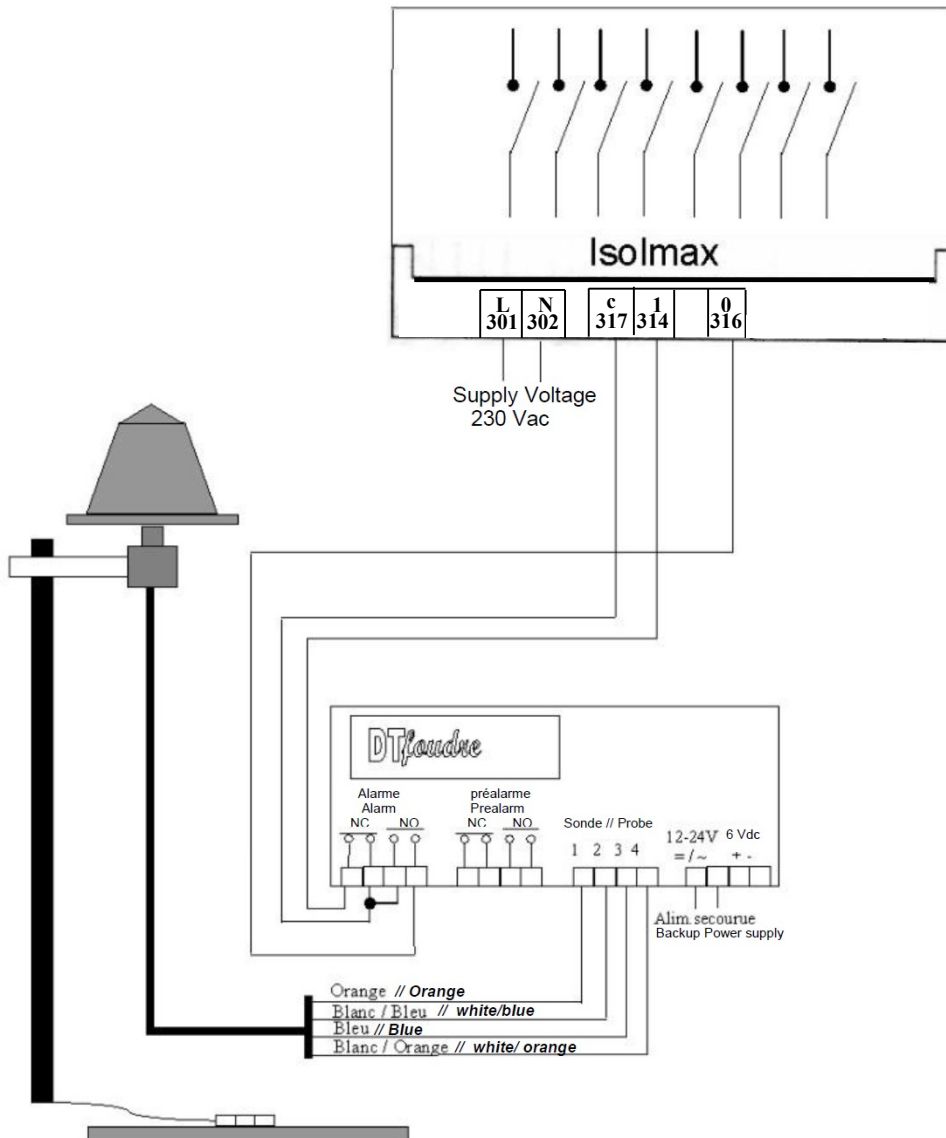 Isolmax
L N c 1 0
301 302 317 314 316
Supply Voltage
230 Vac
DTfoudre
Alarme
Alarm
NC NO
préalarme
Prealarm
NC NO
Sonde // Probe
1 2 3 4
12-24V 6 Vdc
=/~ + -
Alim. secourue
Backup Power supply
Orange // Orange
Blanc / Bleu // white/blue
Bleu // Blue
Blanc / Orange // white/ orange